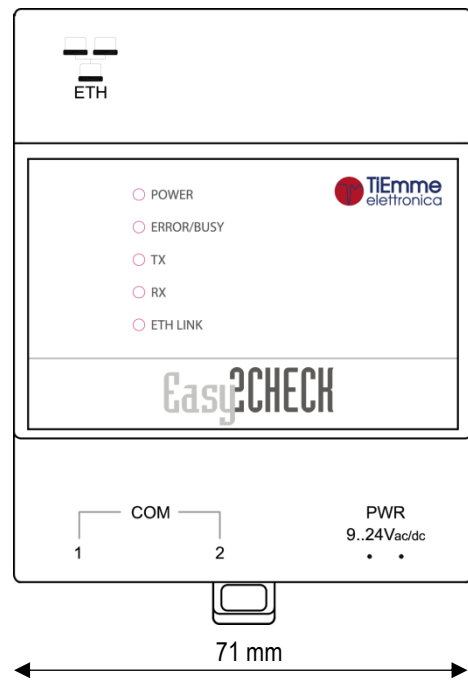 ETH
POWER
TiEmme
elettronica
ERROR/BUSY
TX
RX
ETH LINK
Easy2CHECK
COM
1
2
PWR
9..24Vac/dc
71 mm